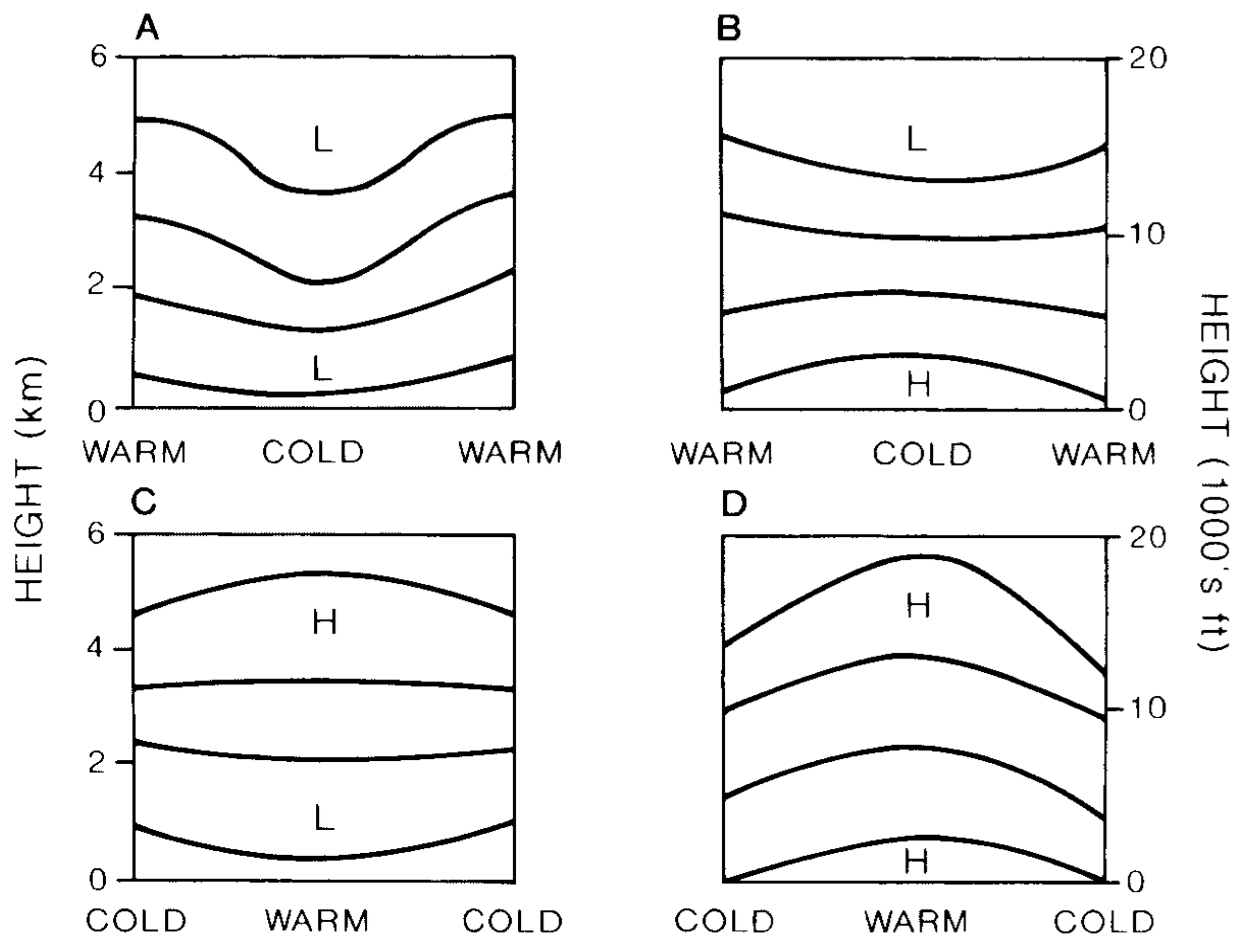 A
B
6
20
L
L
4
10
2
L
H
0
0
WARM COLD WARM
WARM COLD WARM
HEIGHT (km)
HEIGHT (1000's ft)
C
D
6
20
H
H
4
10
2
L
H
0
0
COLD WARM COLD
COLD WARM COLD